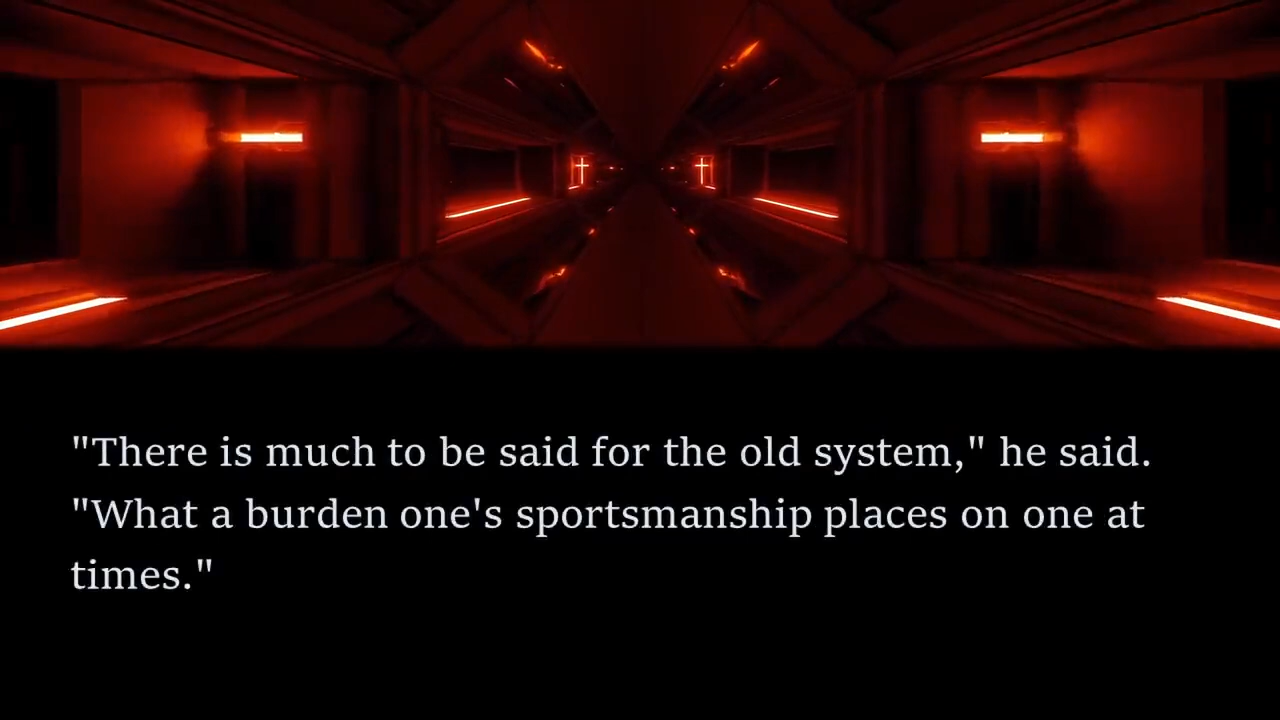 "There is much to be said for the old system," he said.
"What a burden one's sportsmanship places on one at
times."